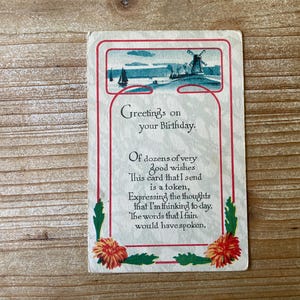 Greetings on
your Birthday.
Of dozens of very
good wishes
This card that I send
is a token,
Expressing the thoughts
that I'm thinking to-day,
The words that I fain
would have spoken.